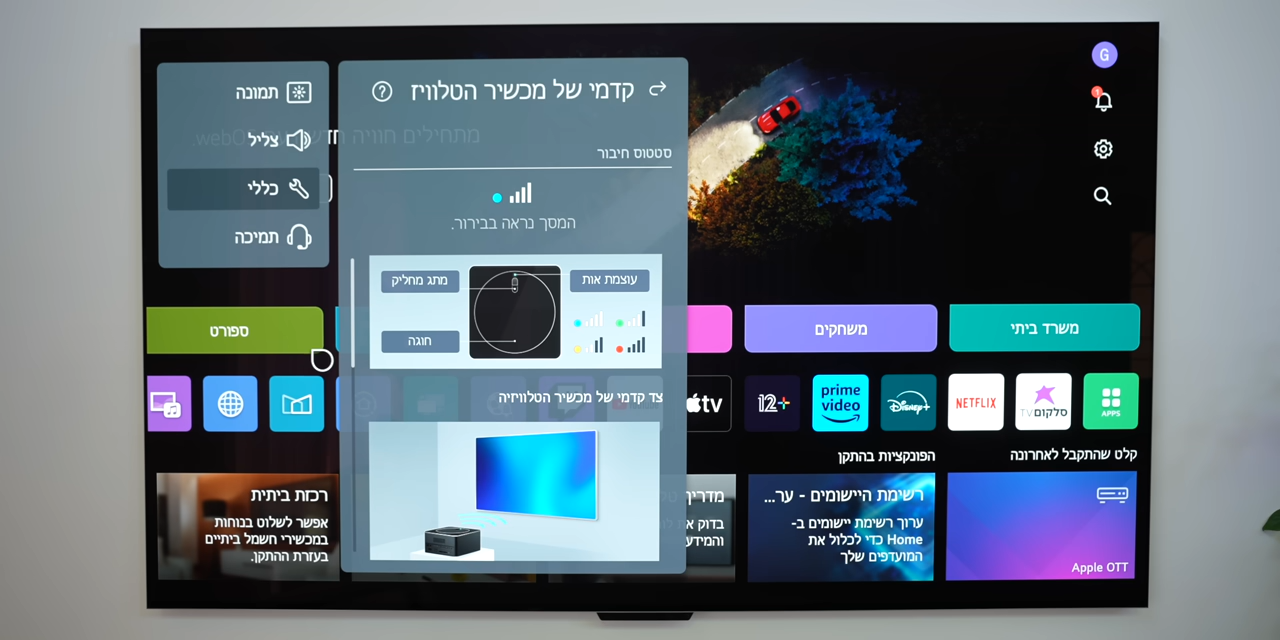 תמונה
צליל
כללי
תמיכה
קדמי של מכשיר הטלוויז
?
מתחילים חוויה
סטטוס חיבור
המסך נראה בבירור.
עוצמת אות
מתג מחליק
חוגה
צד קדמי של מכשיר הטלוויזיה
G
1
משרד ביתי
משחקים
ספורט
APPS
סלקום TV
NETFLIX
Disney+
prime video
12+
tv
קלט שהתקבל לאחרונה
הפונקציות בהתקן
Apple OTT
רשימת היישומים - ער...
ערוך רשימת יישומים ב-
Home כדי לכלול את
המועדפים שלך
מדריך
בדוק את
והמידע
רכזת ביתית
אפשר לשלוט בנוחות
במכשירי חשמל ביתיים
בעזרת ההתקן.